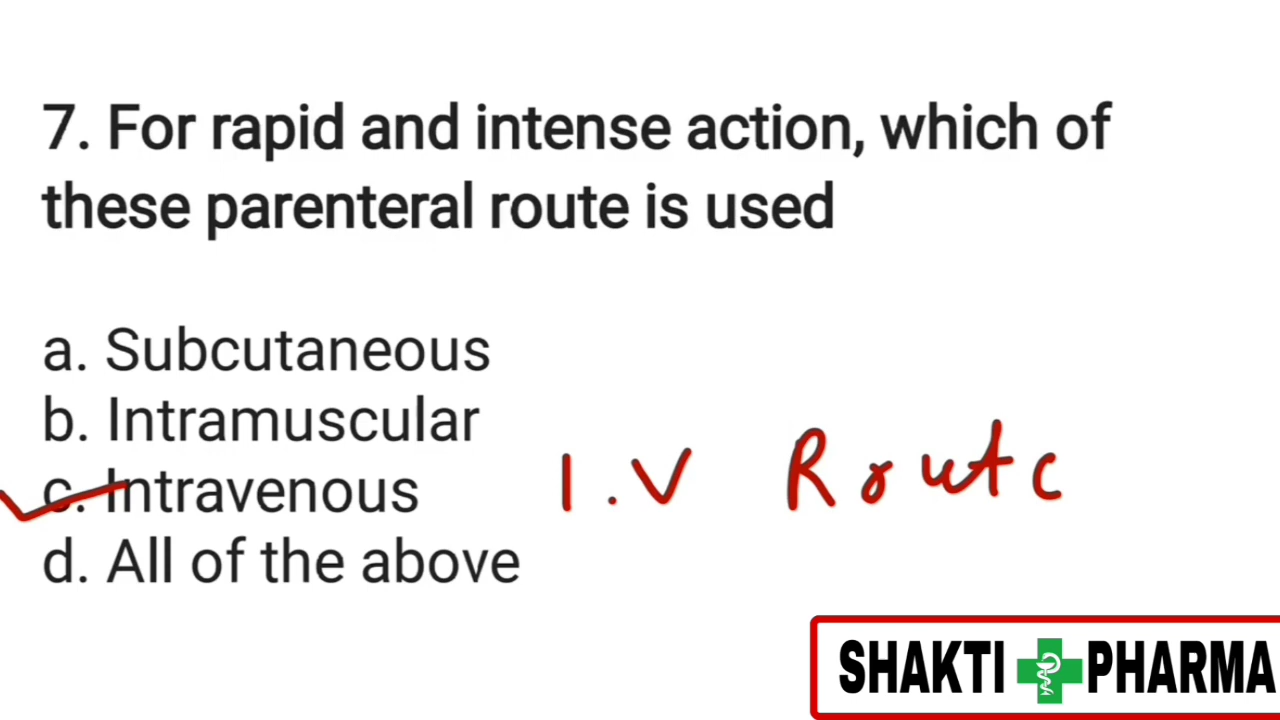 7. For rapid and intense action, which of
these parenteral route is used
a. Subcutaneous
b. Intramuscular
c. Intravenous I.V Route
d. All of the above
SHAKTI PHARMA